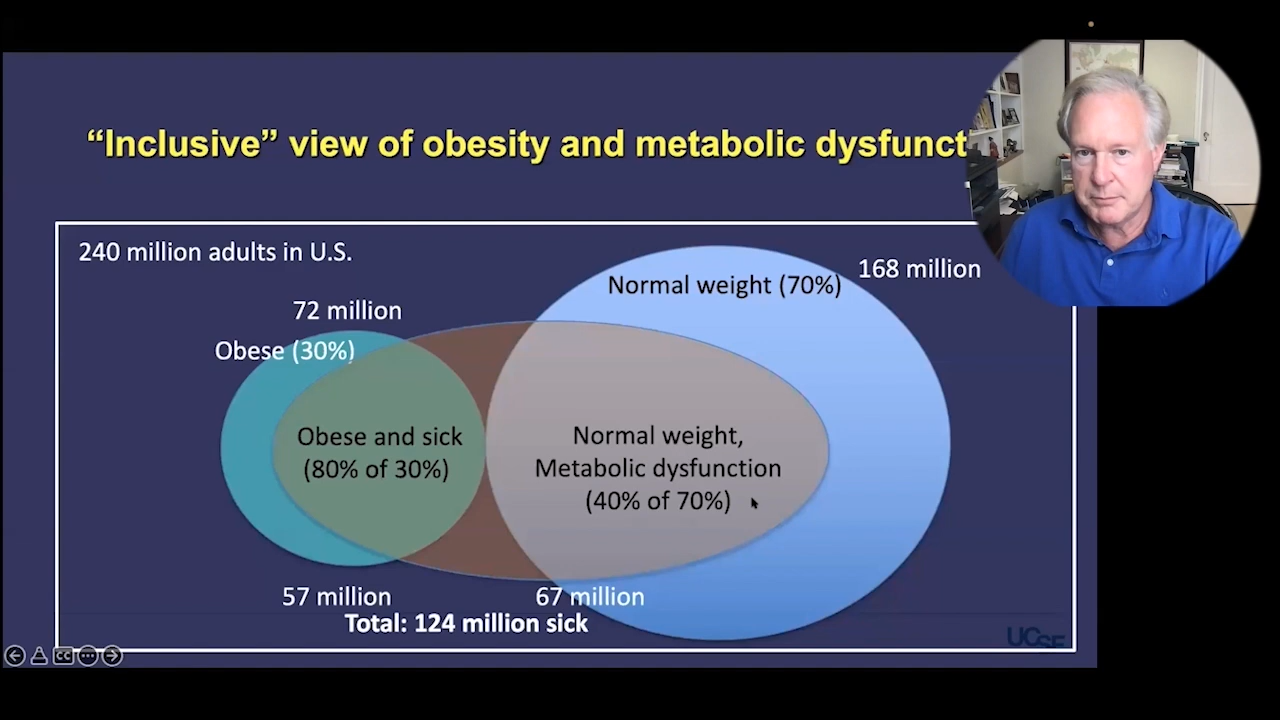 “Inclusive” view of obesity and metabolic dysfunct
240 million adults in U.S.
Normal weight (70%)
168 million
72 million
Obese (30%)
Obese and sick
(80% of 30%)
Normal weight,
Metabolic dysfunction
(40% of 70%)
57 million
67 million
Total: 124 million sick
UCSF
CC